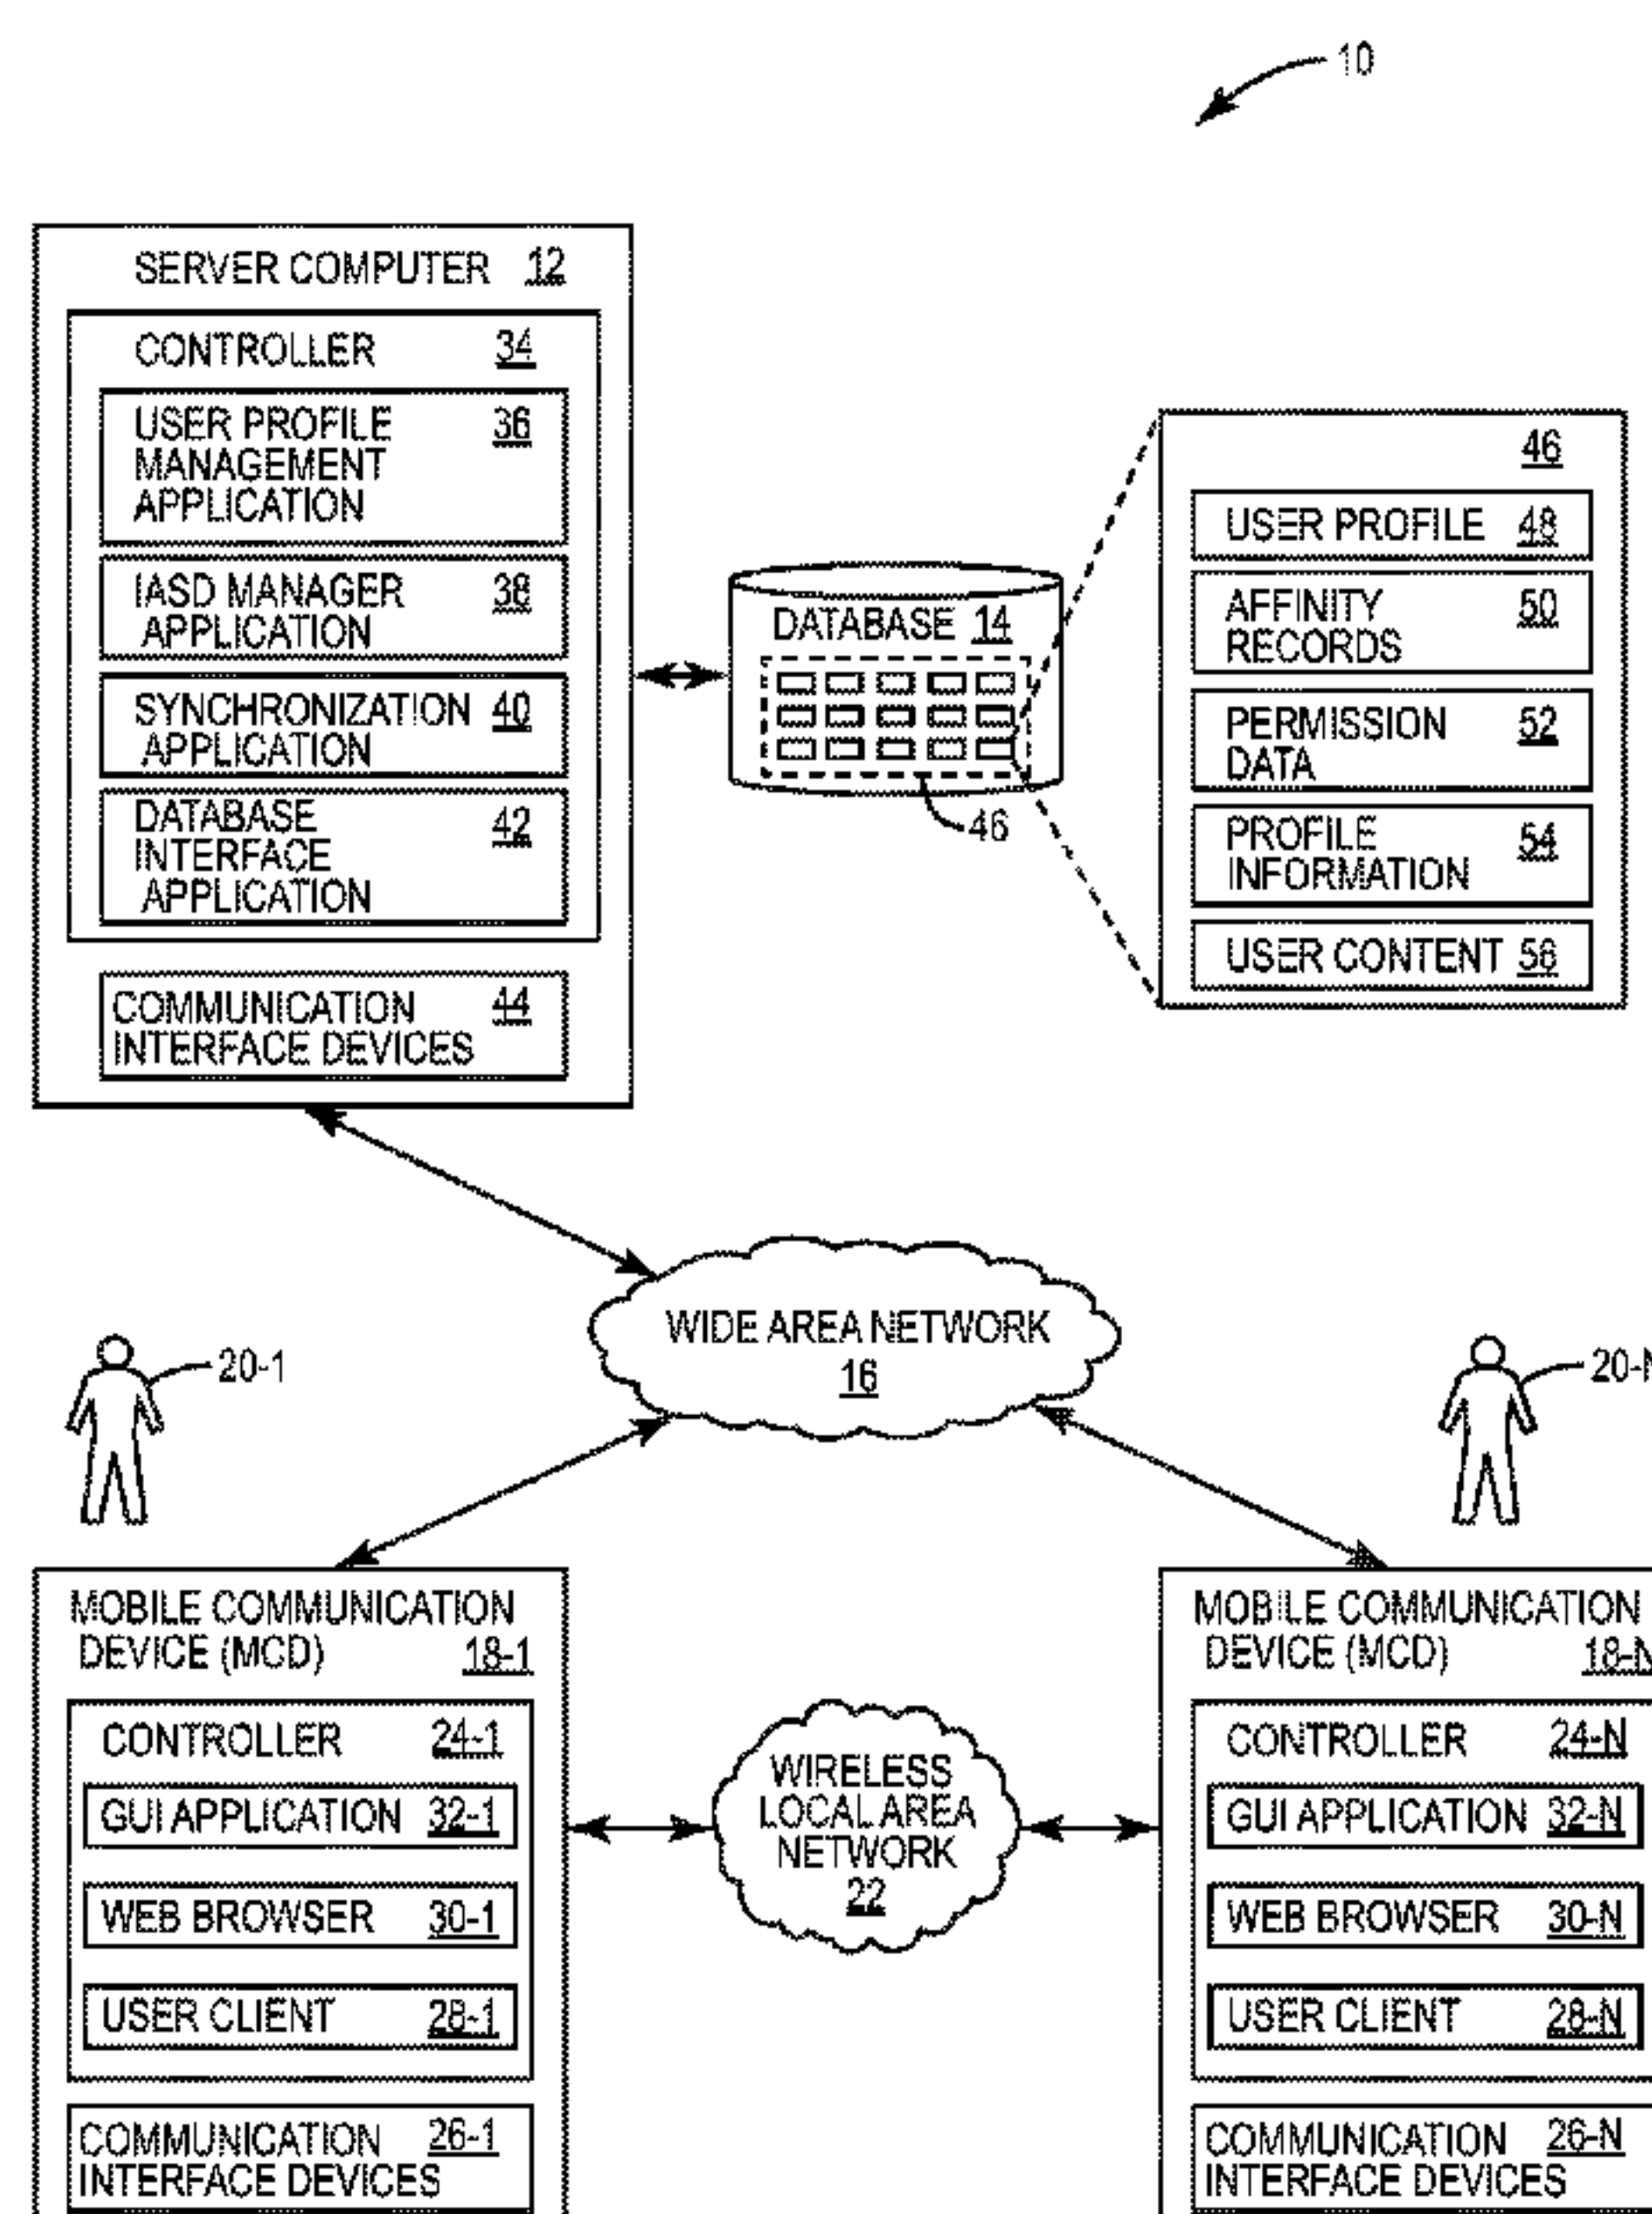 10
SERVER COMPUTER 12
CONTROLLER 34
USER PROFILE 36
MANAGEMENT
APPLICATION
IASD MANAGER 38
APPLICATION
SYNCHRONIZATION 40
APPLICATION
DATABASE 42
INTERFACE
APPLICATION
COMMUNICATION 44
INTERFACE DEVICES
DATABASE 14
46
46
USER PROFILE 48
AFFINITY 50
RECORDS
PERMISSION 52
DATA
PROFILE 54
INFORMATION
USER CONTENT 56
WIDE AREA NETWORK
16
20-1
20-N
MOBILE COMMUNICATION
DEVICE (MCD) 18-1
CONTROLLER 24-1
GUI APPLICATION 32-1
WEB BROWSER 30-1
USER CLIENT 28-1
COMMUNICATION 26-1
INTERFACE DEVICES
WIRELESS
LOCAL AREA
NETWORK
22
MOBILE COMMUNICATION
DEVICE (MCD) 18-N
CONTROLLER 24-N
GUI APPLICATION 32-N
WEB BROWSER 30-N
USER CLIENT 28-N
COMMUNICATION 26-N
INTERFACE DEVICES